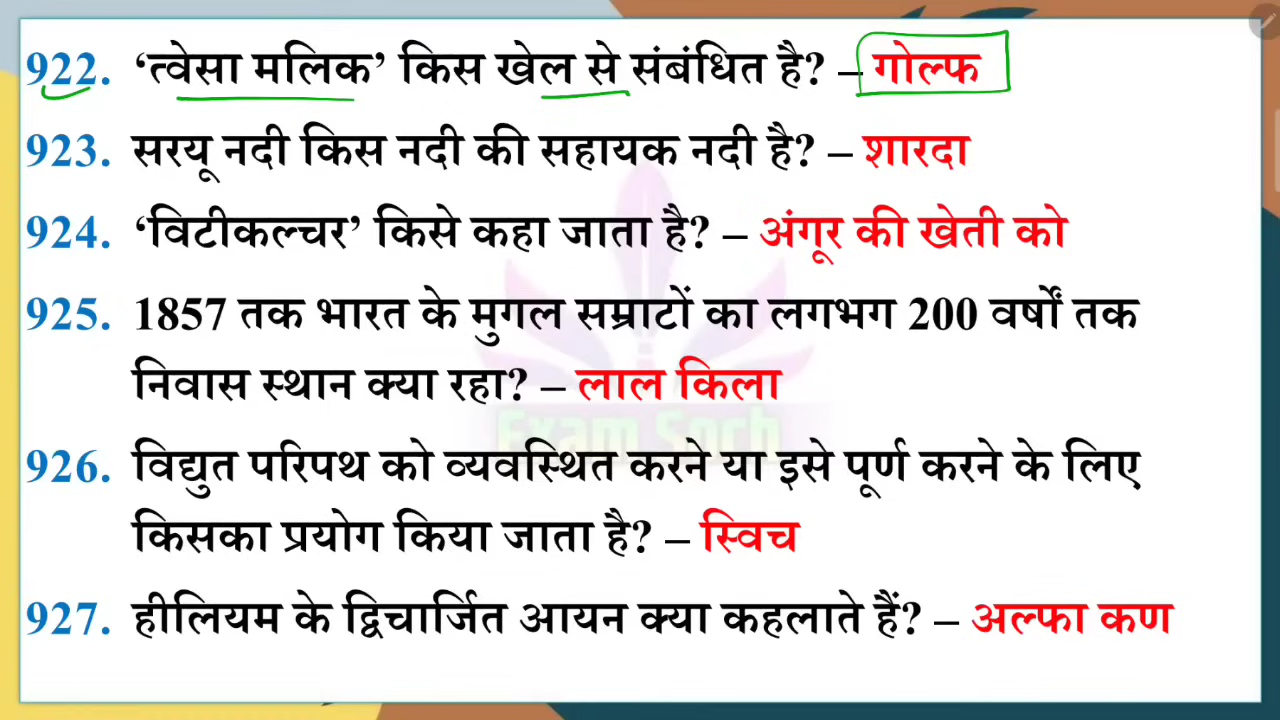 922. ‘त्वेसा मलिक’ किस खेल से संबंधित है? – गोल्फ
923. सरयू नदी किस नदी की सहायक नदी है? – शारदा
924. ‘विटीकल्चर’ किसे कहा जाता है? – अंगूर की खेती को
925. 1857 तक भारत के मुगल सम्राटों का लगभग 200 वर्षों तक
निवास स्थान क्या रहा? – लाल किला
Exam Soch
926. विद्युत परिपथ को व्यवस्थित करने या इसे पूर्ण करने के लिए
किसका प्रयोग किया जाता है? – स्विच
927. हीलियम के द्विचार्जित आयन क्या कहलाते हैं? – अल्फा कण